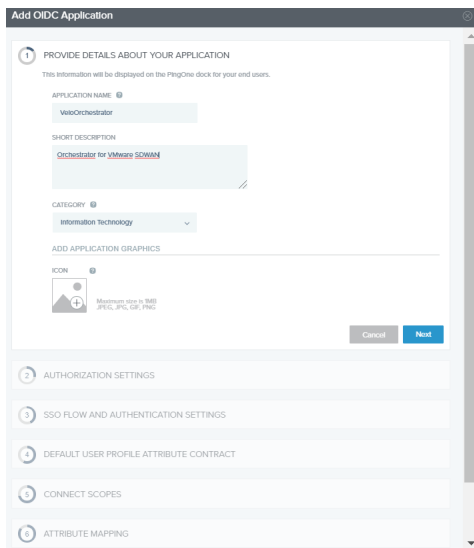 Add OIDC Application
1 PROVIDE DETAILS ABOUT YOUR APPLICATION
This information will be displayed on the PingOne dock for your end users.
APPLICATION NAME ?
VeloOrchestrator
SHORT DESCRIPTION
Orchestrator for VMware SDWAN
CATEGORY ?
Information Technology
ADD APPLICATION GRAPHICS
ICON ?
Maximum size is 1MB
JPEG, JPG, GIF, PNG
Cancel Next
2 AUTHORIZATION SETTINGS
3 SSO FLOW AND AUTHENTICATION SETTINGS
4 DEFAULT USER PROFILE ATTRIBUTE CONTRACT
5 CONNECT SCOPES
6 ATTRIBUTE MAPPING